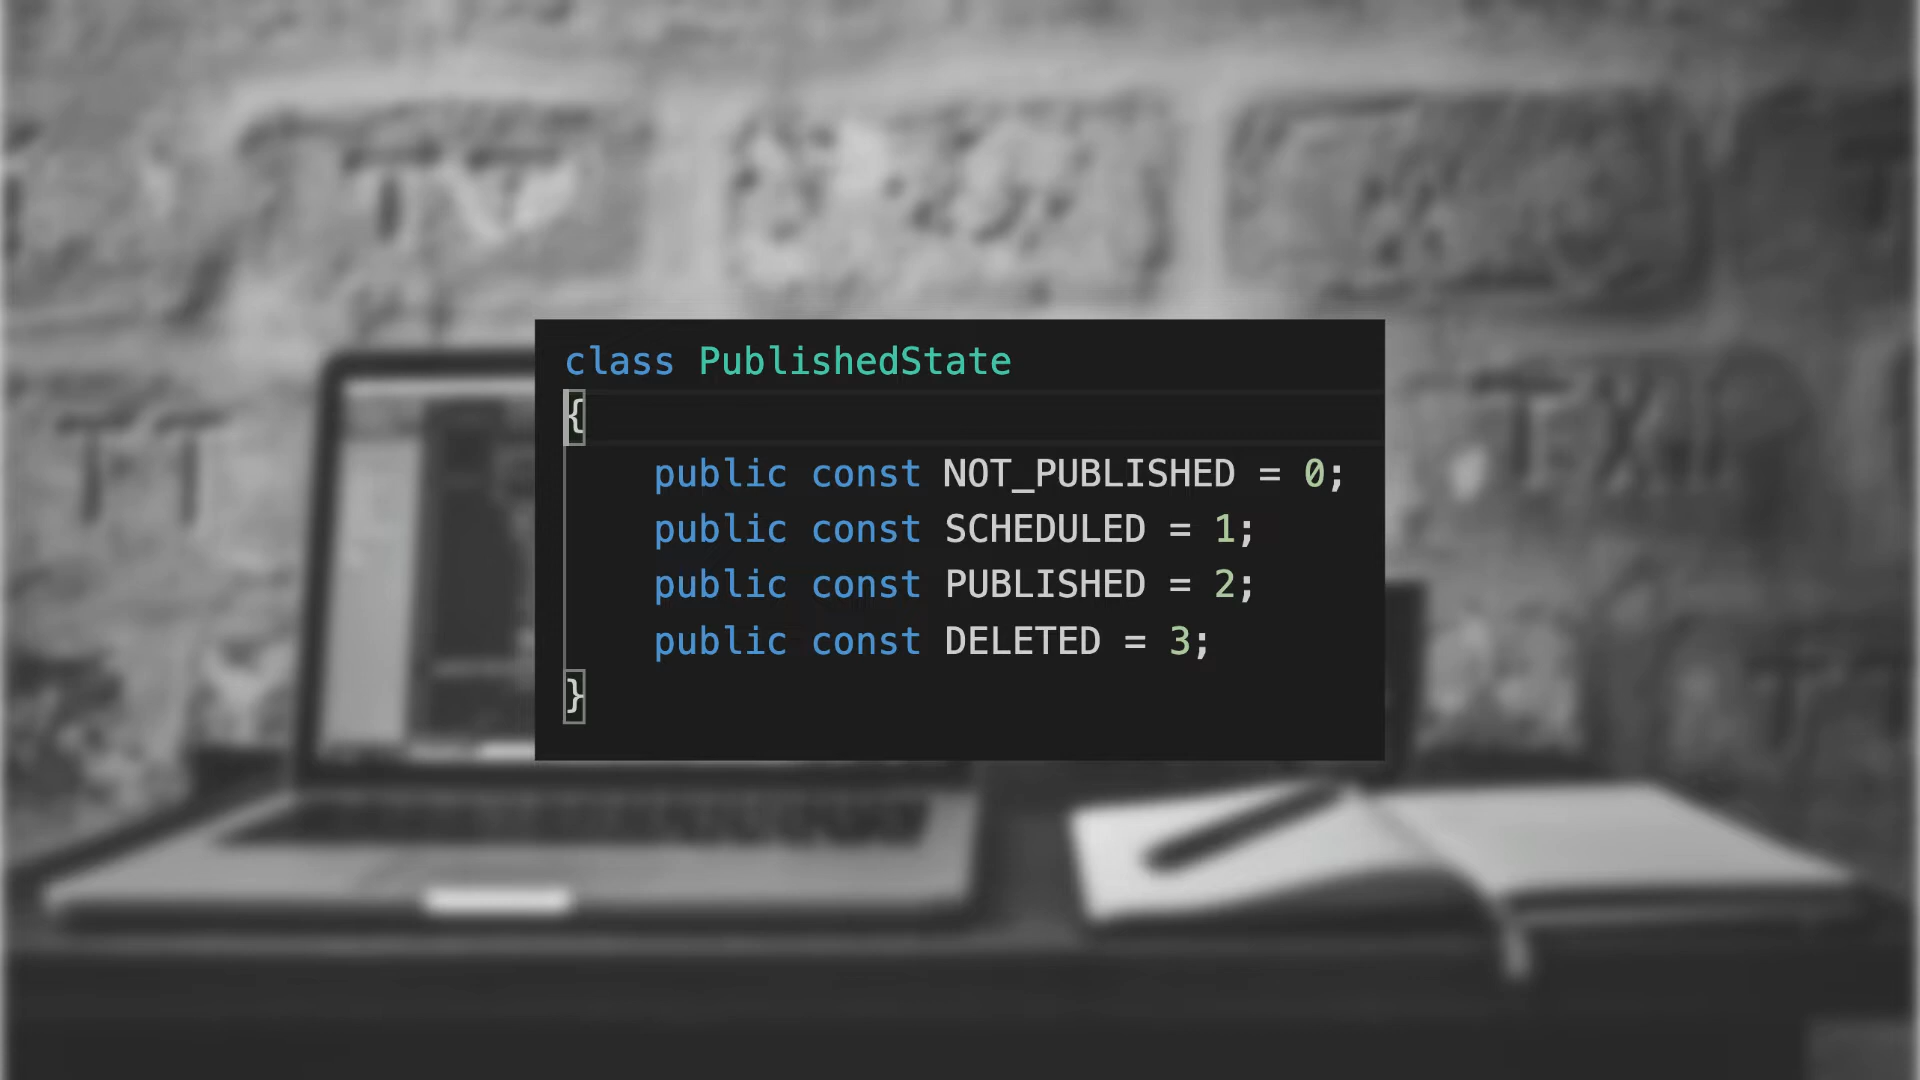 class PublishedState
{
    public const NOT_PUBLISHED = 0;
    public const SCHEDULED = 1;
    public const PUBLISHED = 2;
    public const DELETED = 3;
}